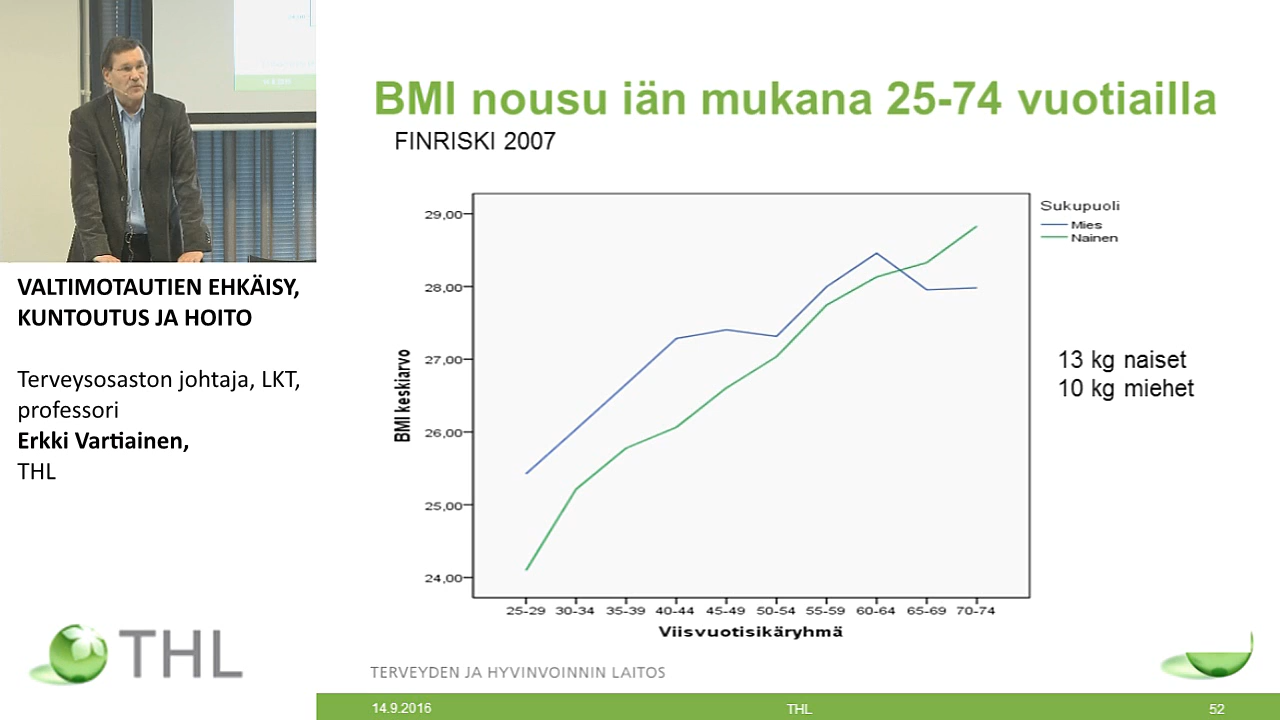 BMI nousu iän mukana 25-74 vuotiailla
FINRISKI 2007
VALTIMOTAUTIEN EHKÄISY,
KUNTOUTUS JA HOITO
Terveysosaston johtaja, LKT,
professori
Erkki Vartiainen,
THL
THL
BMI keskiarvo
29,00
28,00
27,00
26,00
25,00
24,00
25-29 30-34 35-39 40-44 45-49 50-54 55-59 60-64 65-69 70-74
Viisvuotisikäryhmä
Sukupuoli
Mies
Nainen
13 kg naiset
10 kg miehet
TERVEYDEN JA HYVINVOINNIN LAITOS
14.9.2016 THL 52